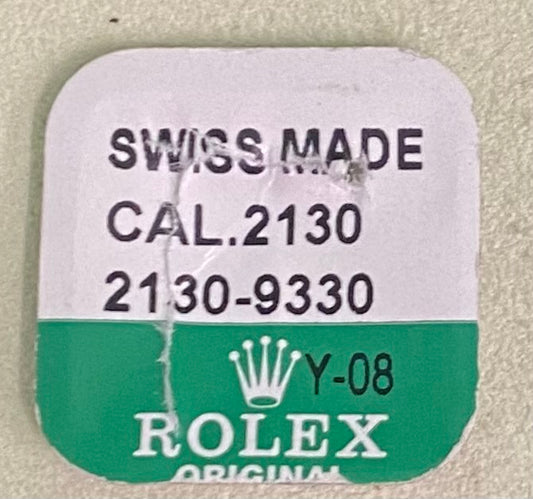 SWISS MADE
CAL.2130
2130-9330
Y-08
ROLEX
ORIGINAL